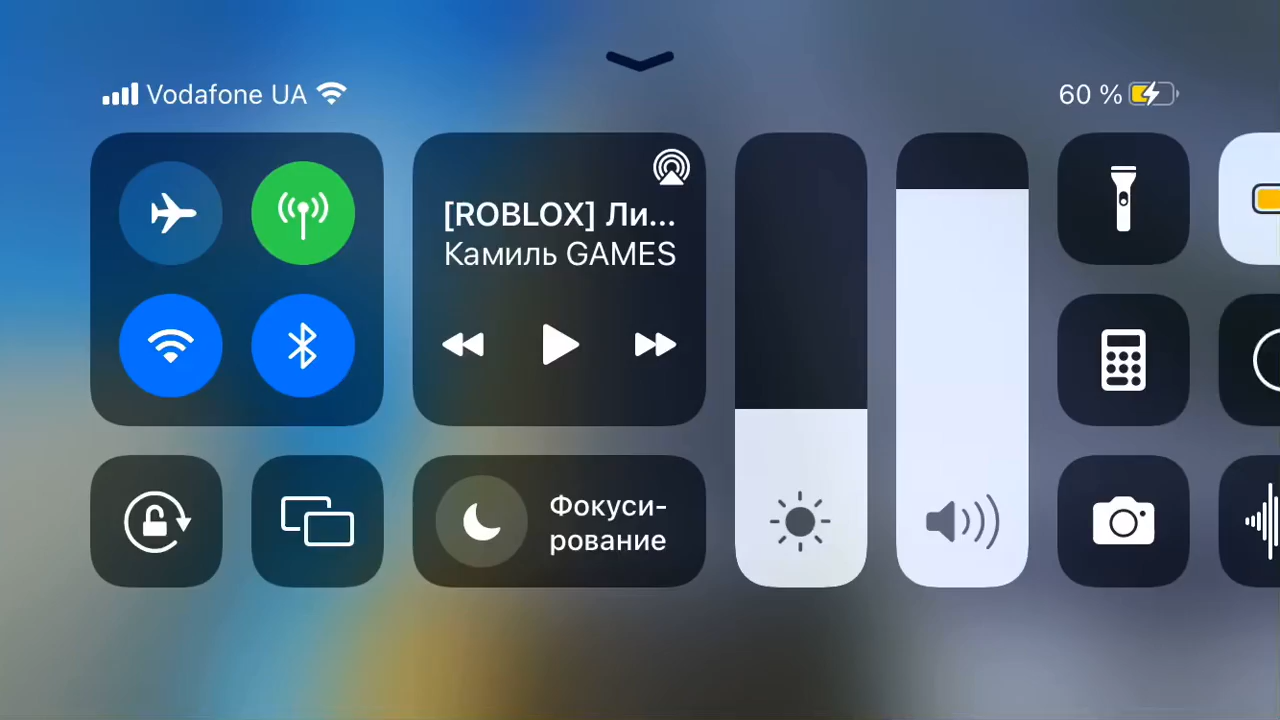 Vodafone UA
60 %
[ROBLOX] Ли...
Камиль GAMES
Фокуси-
рование